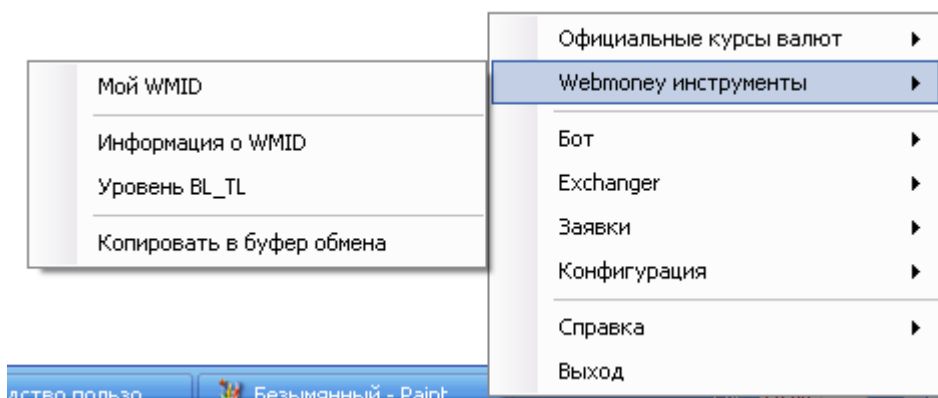 Официальные курсы валют
Webmoney инструменты
Бот
Exchanger
Заявки
Конфигурация
Справка
Выход
Мой WMID
Информация о WMID
Уровень BL_TL
Копировать в буфер обмена
Безымянный - Paint